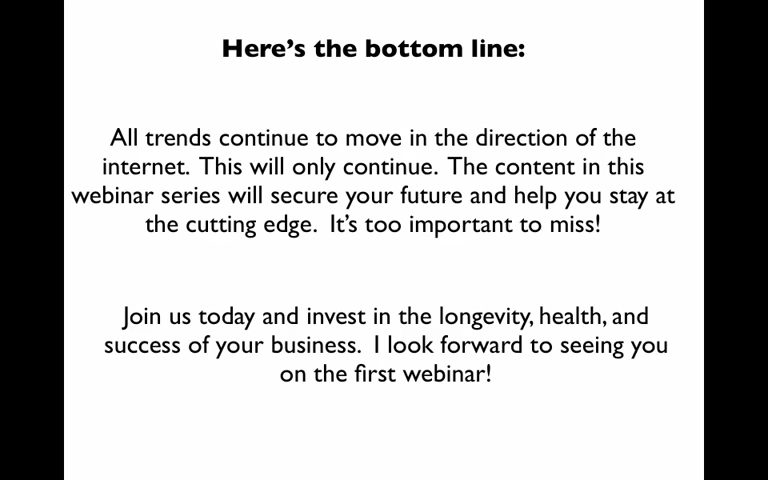 Here’s the bottom line:
All trends continue to move in the direction of the
internet. This will only continue. The content in this
webinar series will secure your future and help you stay at
the cutting edge. It’s too important to miss!
Join us today and invest in the longevity, health, and
success of your business. I look forward to seeing you
on the first webinar!